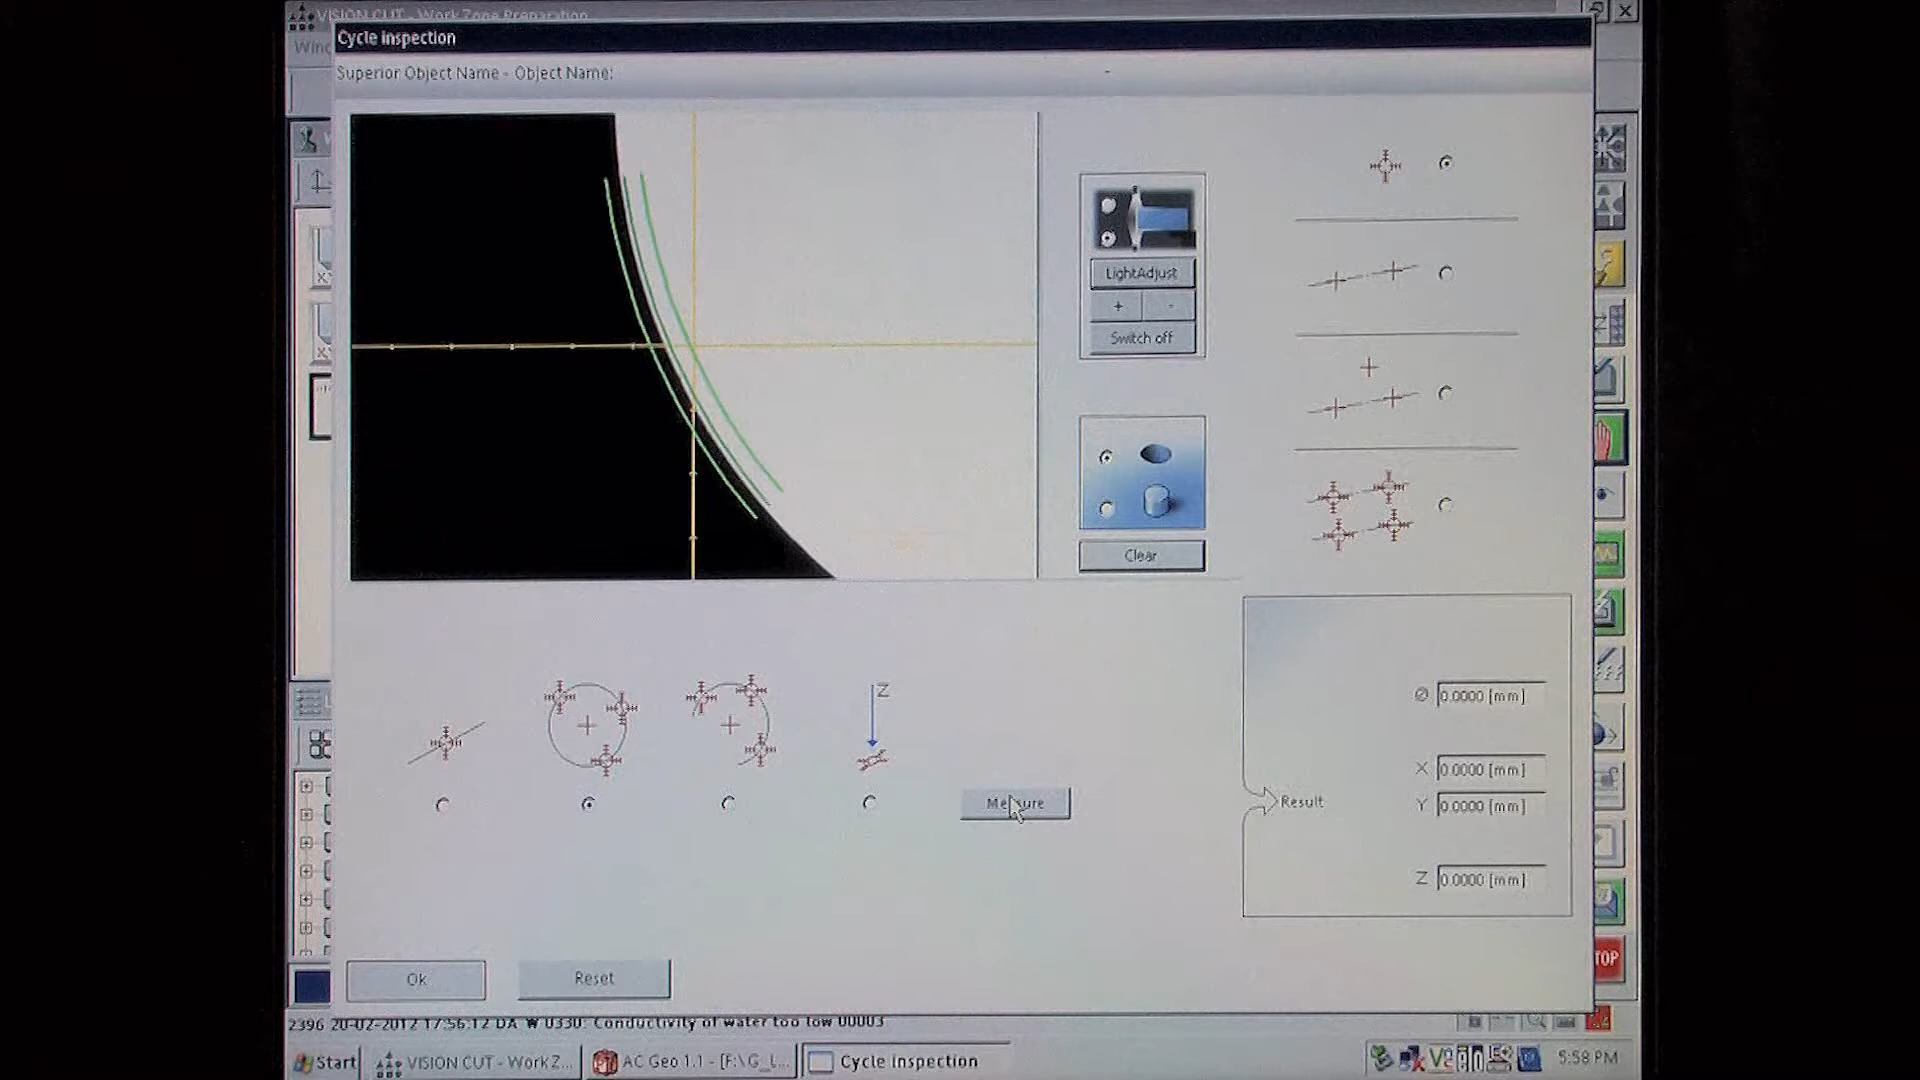 VISION CUT - Work Zone Preparation
Cycle inspection
Superior Object Name - Object Name:
-
LightAdjust
+ -
Switch off
Clear
Z
Measure
Result
Ø 0.0000 [mm]
X 0.0000 [mm]
Y 0.0000 [mm]
Z 0.0000 [mm]
Ok
Reset
2396 20-02-2012 17:56:12 DA W 0330: Conductivity of water too low 00003
Start
VISION CUT - Work Z...
AC Geo 1.1 - [F:\G_L...
Cycle inspection
5:58 PM